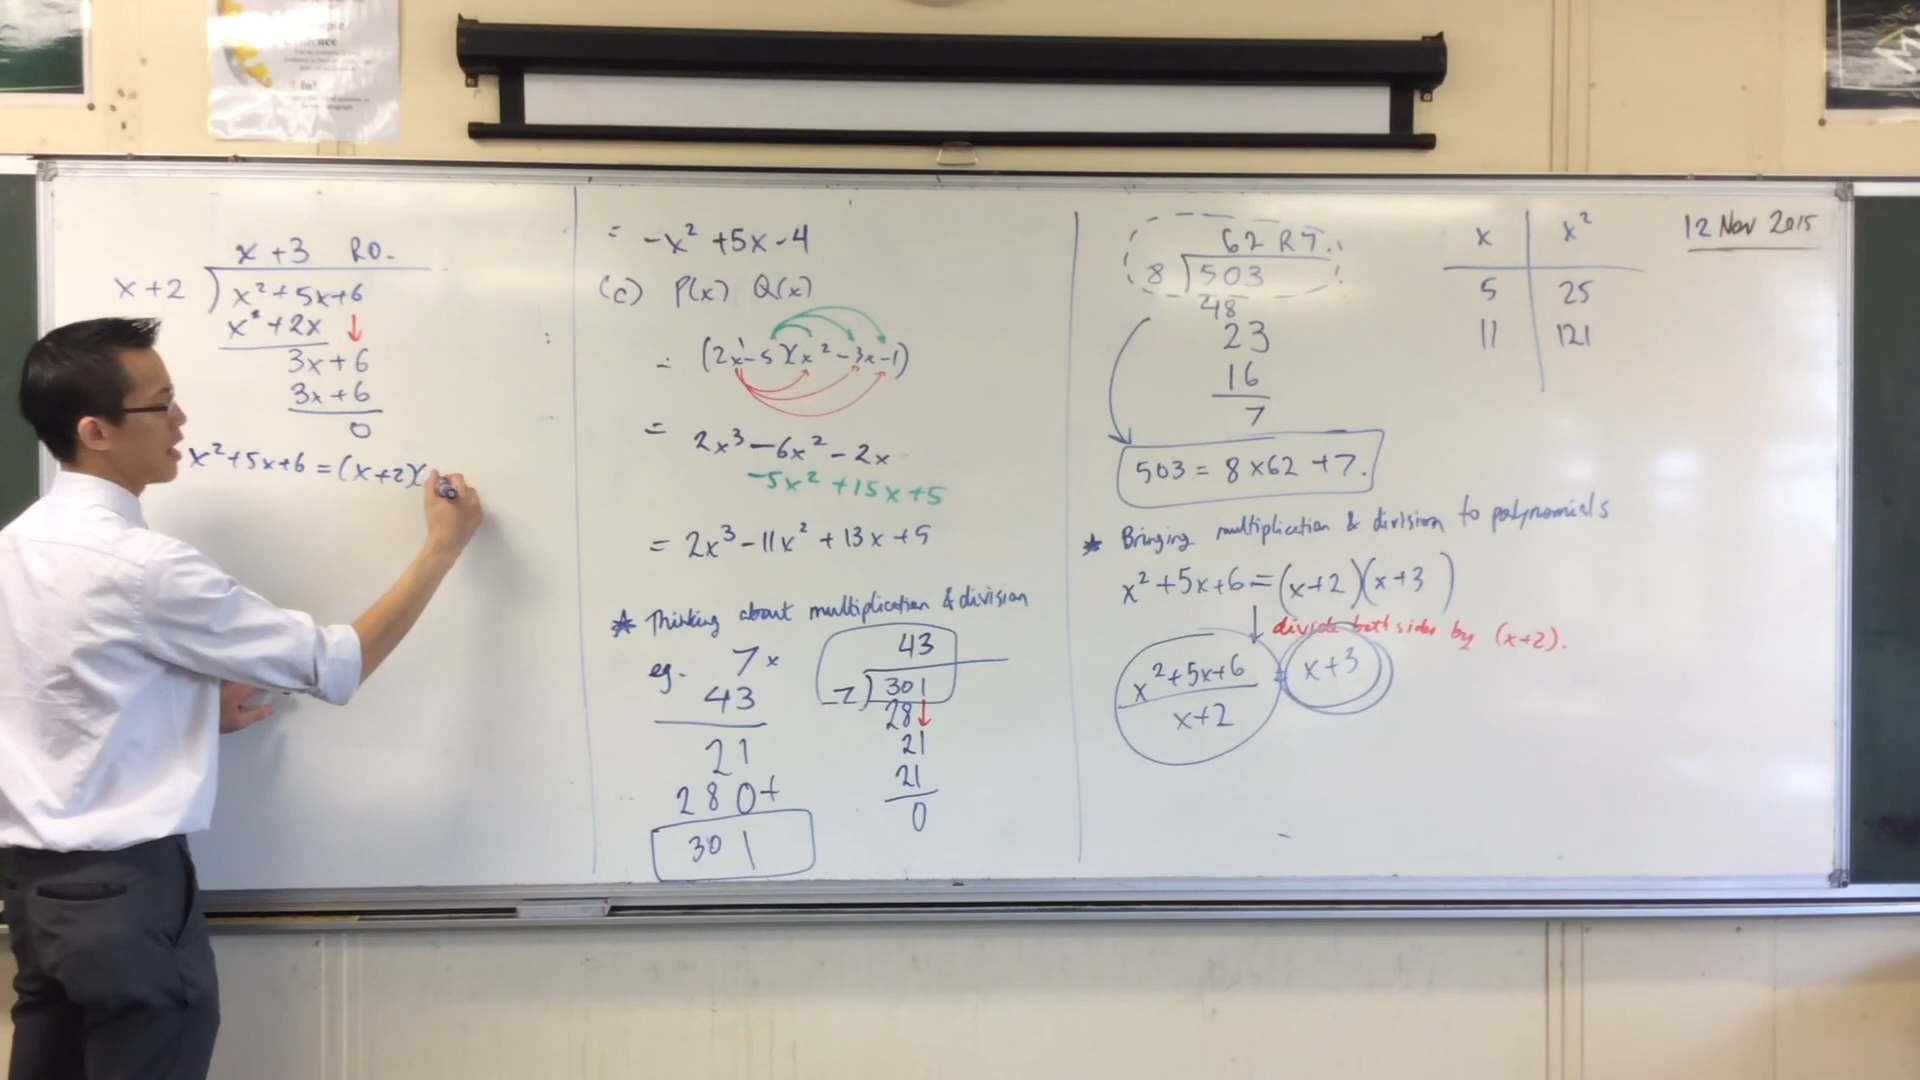 x + 3 R0.
x + 2 ) x² + 5x + 6
x² + 2x ↓
3x + 6
3x + 6
0
x² + 5x + 6 = (x+2)(
= -x² + 5x - 4
(c) P(x) Q(x)
= (2x - 5)(x² - 3x - 1)
= 2x³ - 6x² - 2x
-5x² + 15x + 5
= 2x³ - 11x² + 13x + 5
* Thinking about multiplication & division
eg. 7 ×
43
21
280 +
301
43
7 ) 301
28 ↓
21
21
0
62 R7.
8 ) 503
48
23
16
7
503 = 8 × 62 + 7.
* Bringing multiplication & division to polynomials
x² + 5x + 6 = (x+2)(x+3)
↓ divide both sides by (x+2).
x² + 5x + 6 = x + 3
x + 2
x x²
5 25
11 121
12 Nov 2015